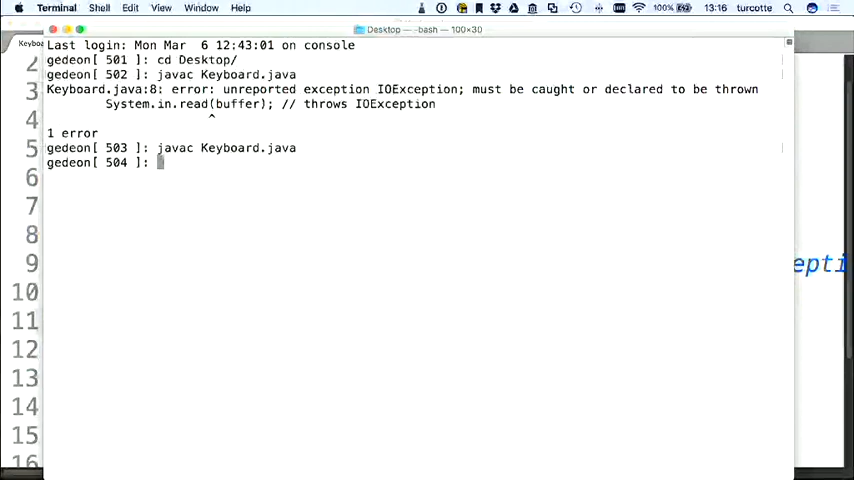 Terminal Shell Edit View Window Help 100% 13:16 turcotte
Desktop — -bash — 100×30
Keyboa
Last login: Mon Mar  6 12:43:01 on console
gedeon[ 501 ]: cd Desktop/
gedeon[ 502 ]: javac Keyboard.java
Keyboard.java:8: error: unreported exception IOException; must be caught or declared to be thrown
        System.in.read(buffer); // throws IOException
                      ^
1 error
gedeon[ 503 ]: javac Keyboard.java
gedeon[ 504 ]:
2
3
4
5
6
7
8
9 epti
10
11
12
13
14
15
16